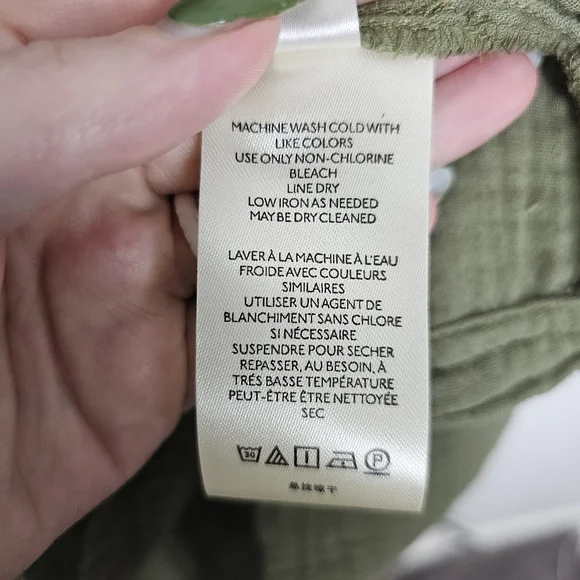 MACHINE WASH COLD WITH
LIKE COLORS
USE ONLY NON-CHLORINE
BLEACH
LINE DRY
LOW IRON AS NEEDED
MAY BE DRY CLEANED
LAVER À LA MACHINE À L'EAU
FROIDE AVEC COULEURS
SIMILAIRES
UTILISER UN AGENT DE
BLANCHIMENT SANS CHLORE
SI NÉCESSAIRE
SUSPENDRE POUR SECHER
REPASSER, AU BESOIN, À
TRÉS BASSE TEMPÉRATURE
PEUT-ÊTRE ÊTRE NETTOYÉE
SEC
30
P